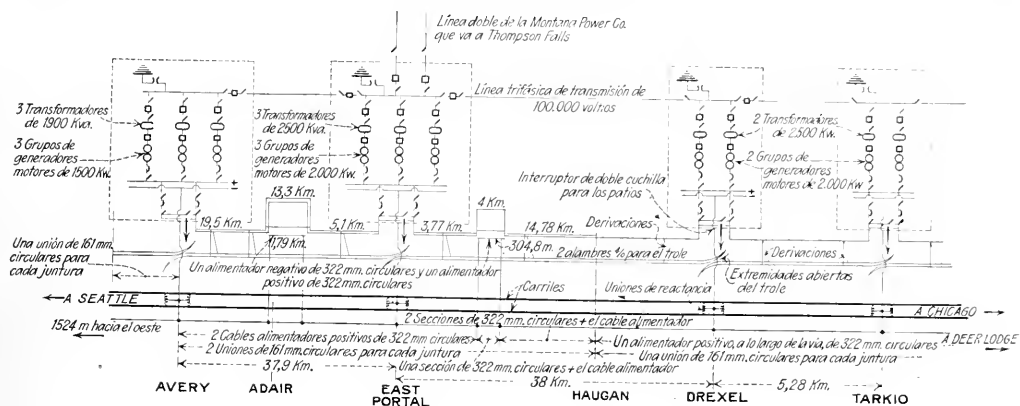 Línea doble de la Montana Power Co.
que va a Thompson Falls
Línea trifásica de transmisión de
100.000 voltios
3 Transformadores
de 1900 Kva.
3 Grupos de
generadores
motores de 1500 Kw.
3 Transformadores
de 2500 Kva.
3 Grupos de
generadores
motores de 2.000 Kw.
2 Transformadores
de 2500 Kw.
2 Grupos de
generadores
motores de 2.000 Kw
Interruptor de doble cuchilla
para los patios
13,3 Km.
19,5 Km.
11,79 Km.
5,1 Km.
3,77 Km.
4 Km.
304,8 m.
14,78 Km.
Derivaciones
2 alambres 4/0 para el trole
Derivaciones
Extremidades abiertas
del trole
Una unión de 161 mm.
circulares para
cada juntura
Un alimentador negativo de 322 mm. circulares y un alimentador
positivo de 322 mm. circulares
Carriles
Uniones de reactancia
A SEATTLE
A CHICAGO
1524 m hacia el oeste
2 Secciones de 322 mm. circulares + el cable alimentador
A DEER LODGE
2 Cables alimentadores positivos de 322 mm circulares
Un alimentador positivo, a lo largo de la vía, de 322 mm. circulares
2 Uniones de 161 mm. circulares para cada juntura
Una unión de 161 mm. circulares para cada juntura
Una sección de 322 mm. circulares + el cable alimentador
37,9 Km.
38 Km.
5,28 Km.
AVERY
ADAIR
EAST
PORTAL
HAUGAN
DREXEL
TARKIO